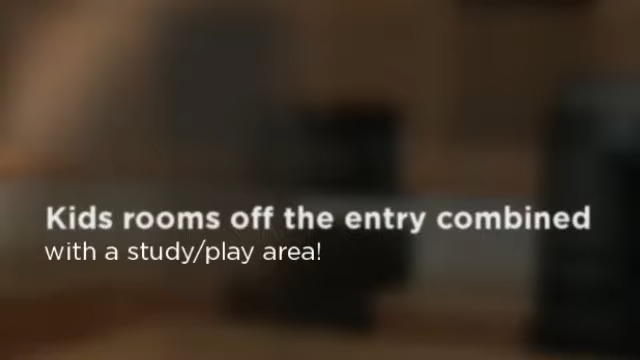 Kids rooms off the entry combined
with a study/play area!